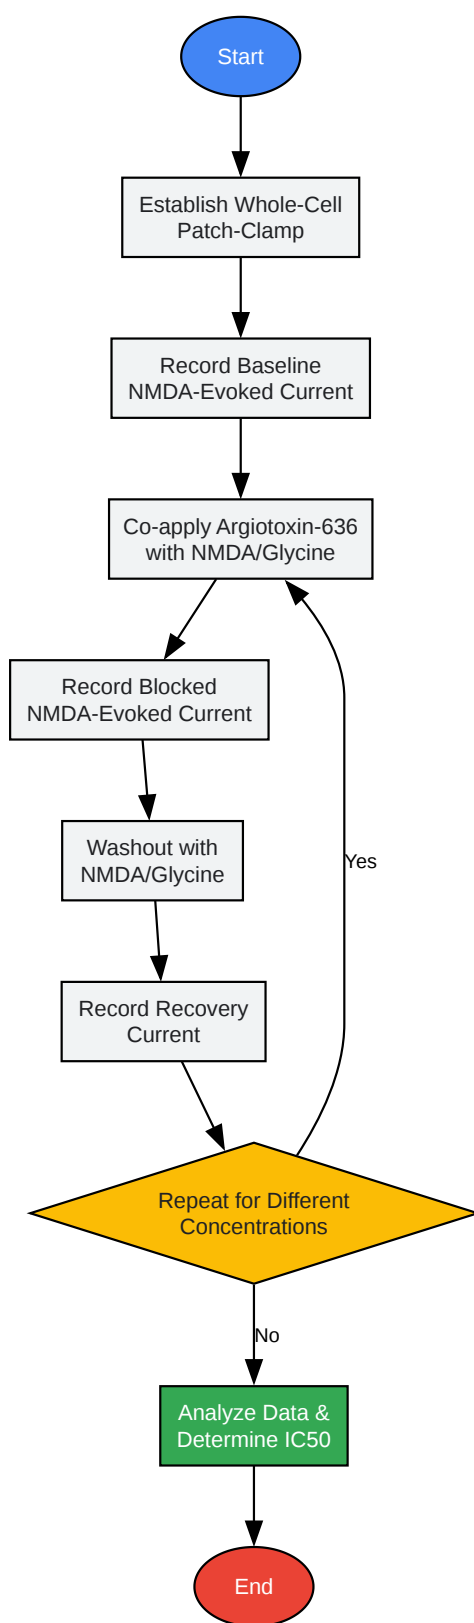 Start
Establish Whole-Cell
Patch-Clamp
Record Baseline
NMDA-Evoked Current
Co-apply Argiotoxin-636
with NMDA/Glycine
Record Blocked
NMDA-Evoked Current
Washout with
NMDA/Glycine
Yes
Record Recovery
Current
Repeat for Different
Concentrations
No
Analyze Data &
Determine IC50
End